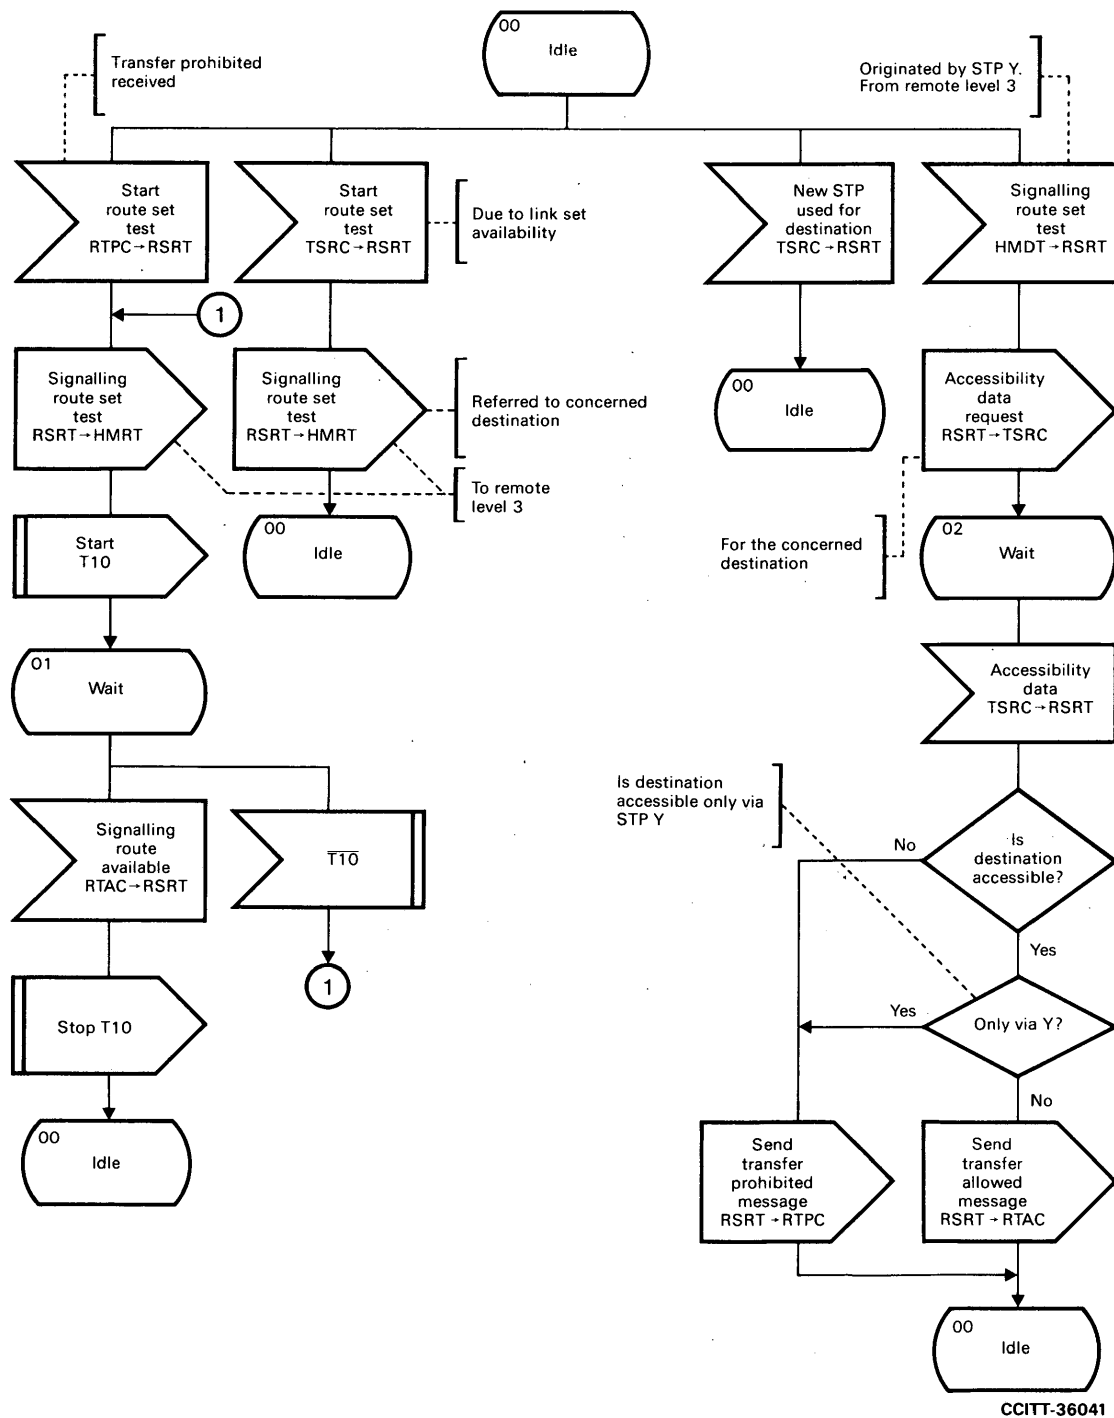 00
Idle
Transfer prohibited
received
Originated by STP Y.
From remote level 3
Start
route set
test
RTPC→RSRT
Start
route set
test
TSRC→RSRT
Due to link set
availability
New STP
used for
destination
TSRC→RSRT
Signalling
route set
test
HMDT→RSRT
1
Signalling
route set
test
RSRT→HMRT
Signalling
route set
test
RSRT→HMRT
Referred to concerned
destination
To remote
level 3
00
Idle
Accessibility
data
request
RSRT→TSRC
Start
T10
00
Idle
For the concerned
destination
02
Wait
01
Wait
Accessibility
data
TSRC→RSRT
Signalling
route
available
RTAC→RSRT
T10
1
Is destination
accessible only via
STP Y
No
Is
destination
accessible?
Yes
Stop T10
Yes
Only via Y?
No
00
Idle
Send
transfer
prohibited
message
RSRT→RTPC
Send
transfer
allowed
message
RSRT→RTAC
00
Idle
CCITT-36041